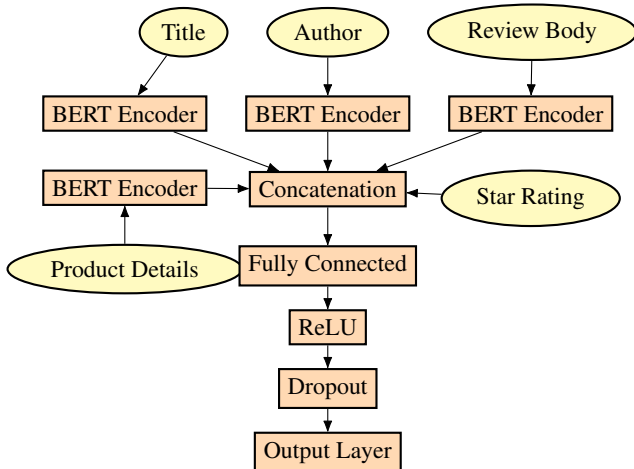 Title
Author
Review Body
BERT Encoder
BERT Encoder
BERT Encoder
BERT Encoder
Concatenation
Star Rating
Product Details
Fully Connected
ReLU
Dropout
Output Layer